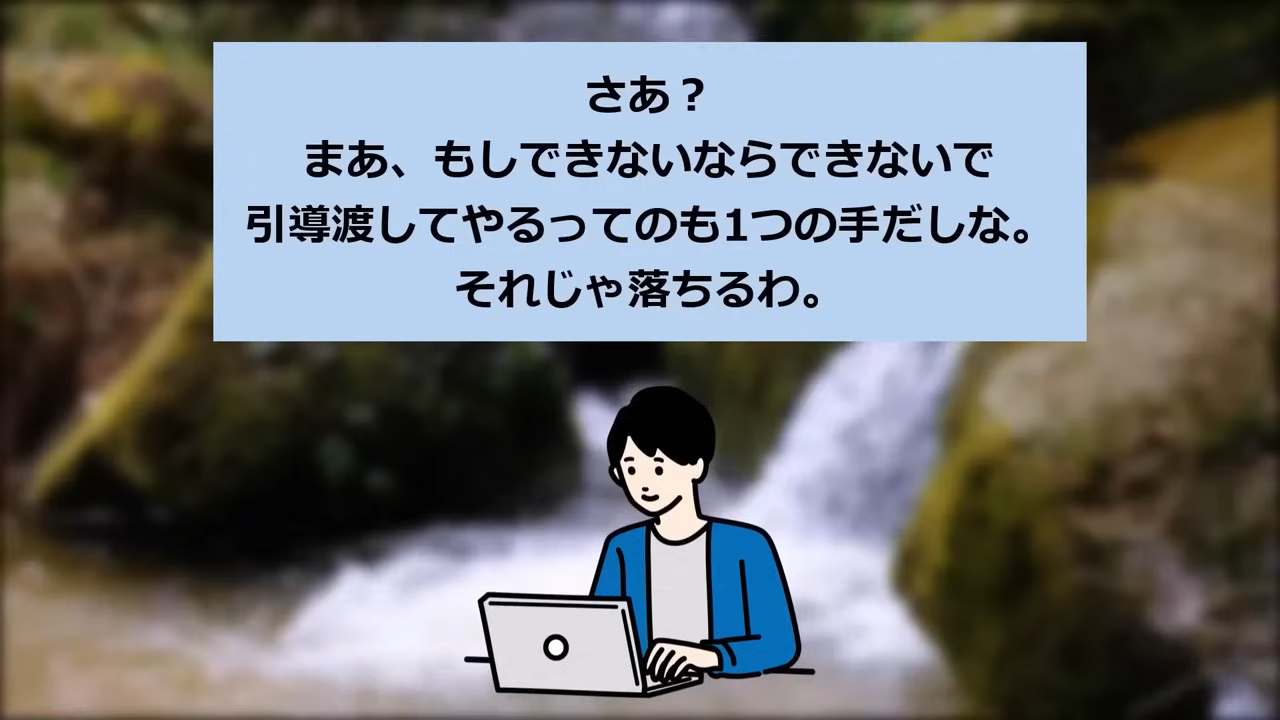 さあ？
まあ、もしできないならできないで
引導渡してやるってのも1つの手だしな。
それじゃ落ちるわ。